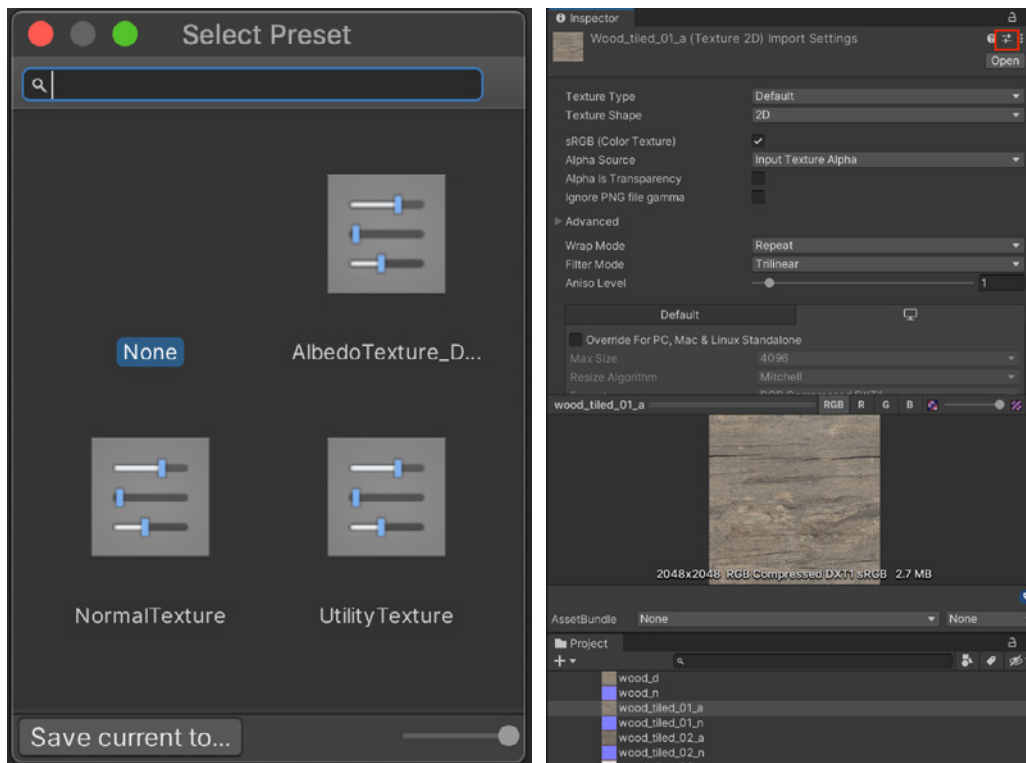 Select Preset
None
AlbedoTexture_D...
NormalTexture
UtilityTexture
Save current to...
Inspector
Wood_tiled_01_a (Texture 2D) Import Settings
Open
Texture Type Default
Texture Shape 2D
sRGB (Color Texture)
Alpha Source Input Texture Alpha
Alpha Is Transparency
Ignore PNG file gamma
Advanced
Wrap Mode Repeat
Filter Mode Trilinear
Aniso Level 1
Default
Override For PC, Mac & Linux Standalone
Max Size 4096
Resize Algorithm Mitchell
wood_tiled_01_a RGB R G B
2048x2048 RGB Compressed DXT1 sRGB 2.7 MB
AssetBundle None None
Project
wood_d
wood_n
wood_tiled_01_a
wood_tiled_01_n
wood_tiled_02_a
wood_tiled_02_n